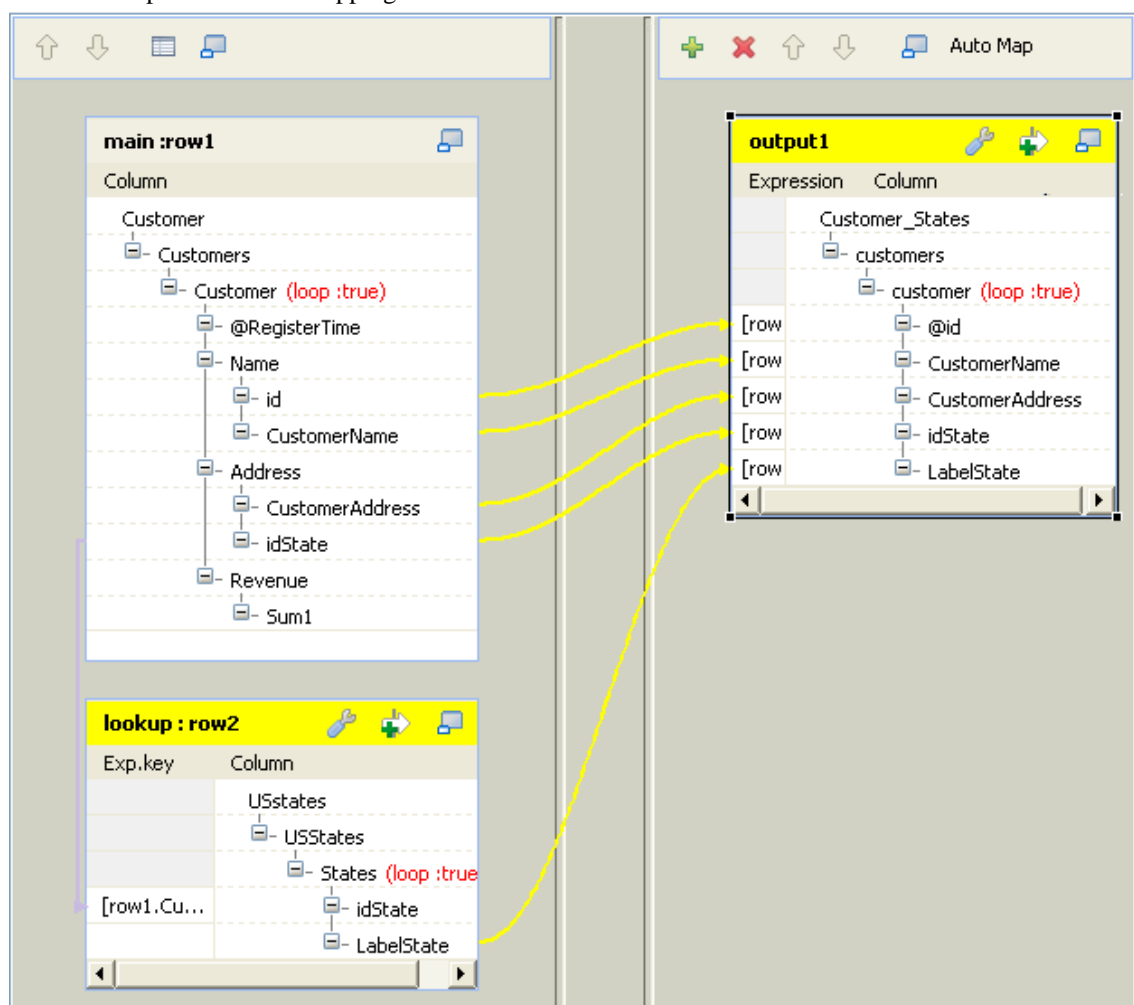 Auto Map
main :row1
Column
Customer
Customers
Customer (loop :true)
@RegisterTime
Name
id
CustomerName
Address
CustomerAddress
idState
Revenue
Sum1
lookup : row2
Exp.key Column
USstates
USStates
States (loop :true
[row1.Cu... idState
LabelState
output1
Expression Column
Customer_States
customers
customer (loop :true)
[row @id
[row CustomerName
[row CustomerAddress
[row idState
[row LabelState